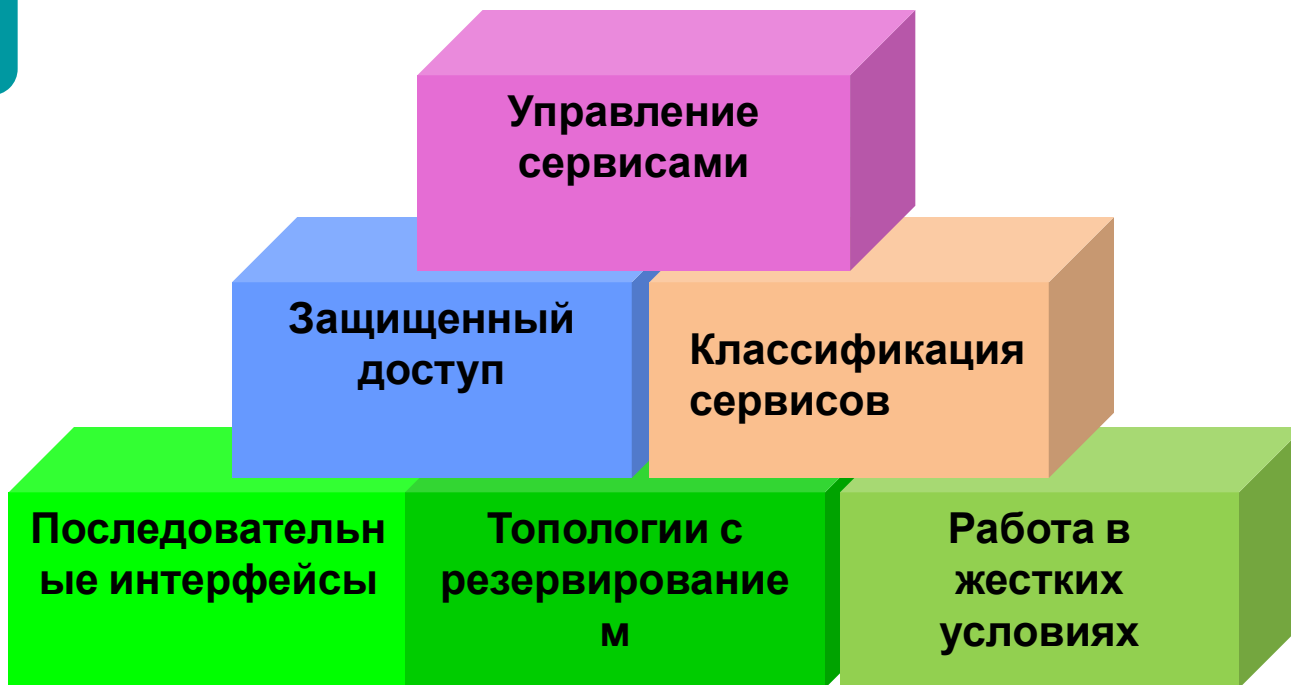 Управление
сервисами
Защищенный
доступ
Классификация
сервисов
Последовательн
ые интерфейсы
Топологии с
резервирование
м
Работа в
жестких
условиях